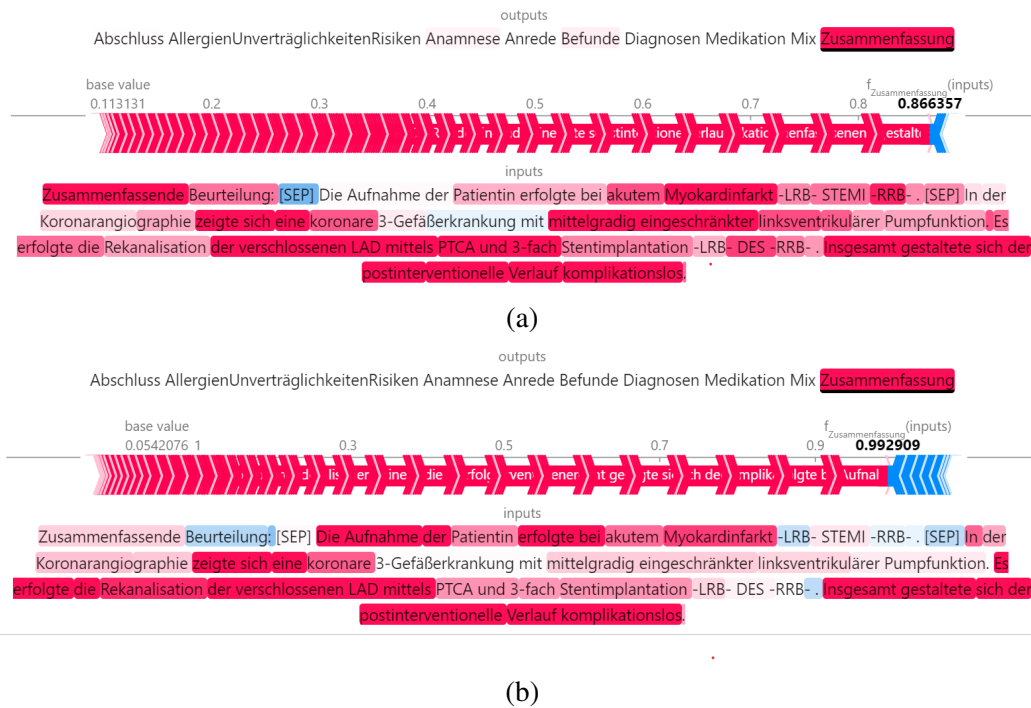 outputs
Abschluss AllergienUnverträglichkeitenRisiken Anamnese Anrede Befunde Diagnosen Medikation Mix Zusammenfassung
base value
f Zusammenfassung (inputs)
0.113131 0.2 0.3 0.4 0.5 0.6 0.7 0.8 0.866357
inputs
Zusammenfassende Beurteilung: [SEP] Die Aufnahme der Patientin erfolgte bei akutem Myokardinfarkt -LRB- STEMI -RRB- . [SEP] In der
Koronarangiographie zeigte sich eine koronare 3-Gefäßerkrankung mit mittelgradig eingeschränkter linksventrikulärer Pumpfunktion. Es
erfolgte die Rekanalisation der verschlossenen LAD mittels PTCA und 3-fach Stentimplantation -LRB- DES -RRB- . Insgesamt gestaltete sich der
postinterventionelle Verlauf komplikationslos.
(a)
outputs
Abschluss AllergienUnverträglichkeitenRisiken Anamnese Anrede Befunde Diagnosen Medikation Mix Zusammenfassung
base value
f Zusammenfassung (inputs)
0.0542076 1 0.3 0.5 0.7 0.9 0.992909
inputs
Zusammenfassende Beurteilung: [SEP] Die Aufnahme der Patientin erfolgte bei akutem Myokardinfarkt -LRB- STEMI -RRB- . [SEP] In der
Koronarangiographie zeigte sich eine koronare 3-Gefäßerkrankung mit mittelgradig eingeschränkter linksventrikulärer Pumpfunktion. Es
erfolgte die Rekanalisation der verschlossenen LAD mittels PTCA und 3-fach Stentimplantation -LRB- DES -RRB- . Insgesamt gestaltete sich der
postinterventionelle Verlauf komplikationslos.
(b)